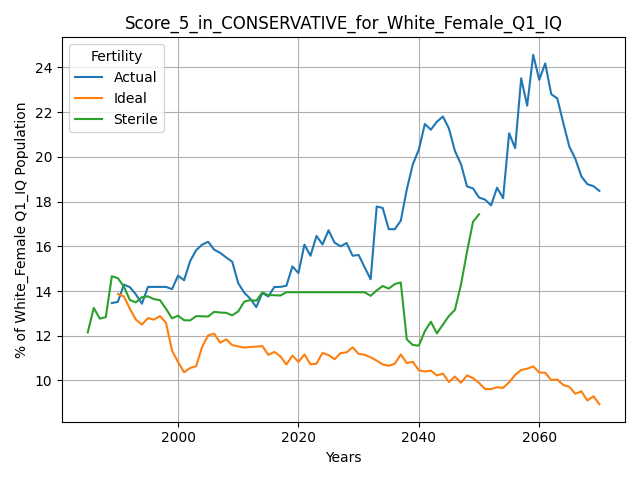 Score_5_in_CONSERVATIVE_for_White_Female_Q1_IQ
% of White_Female Q1_IQ Population
24
22
20
18
16
14
12
10
Fertility
Actual
Ideal
Sterile
2000
2020
2040
2060
Years